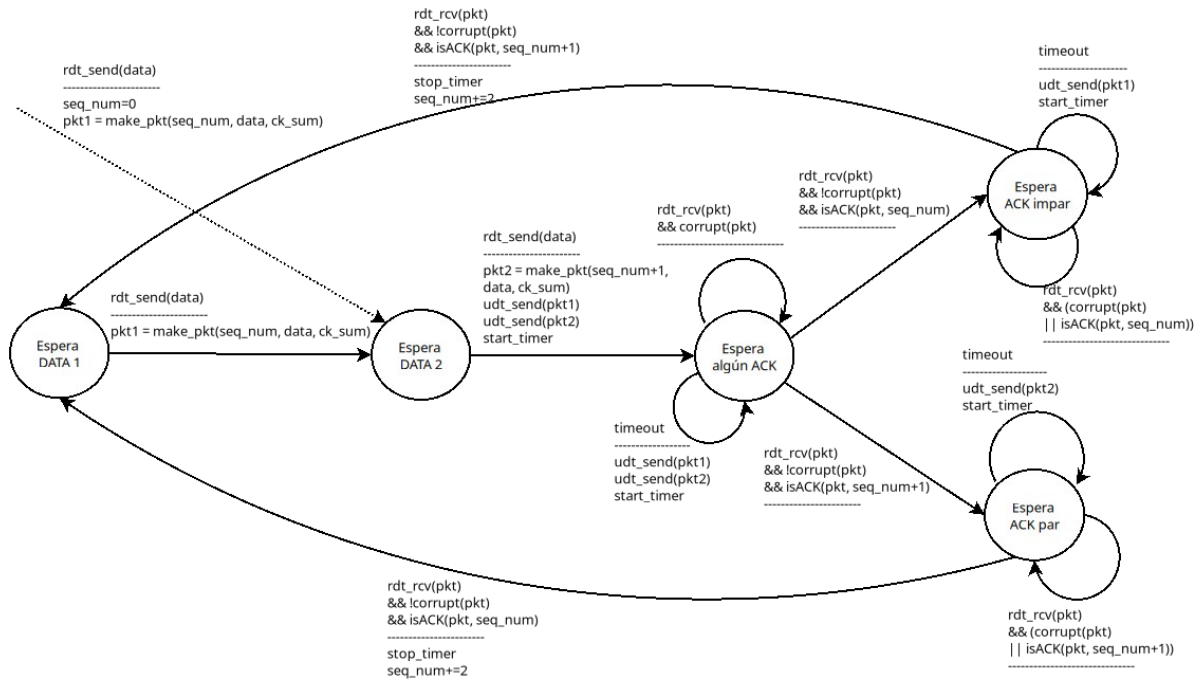 rdt_rcv(pkt)
&& !corrupt(pkt)
&& isACK(pkt, seq_num+1)
------------------------
stop_timer
seq_num+=2
rdt_send(data)
------------------------
seq_num=0
pkt1 = make_pkt(seq_num, data, ck_sum)
timeout
----------------------
udt_send(pkt1)
start_timer
Espera
ACK impar
rdt_rcv(pkt)
&& !corrupt(pkt)
&& isACK(pkt, seq_num)
------------------------
rdt_rcv(pkt)
&& corrupt(pkt)
--------------------------------
rdt_send(data)
------------------------
pkt2 = make_pkt(seq_num+1,
data, ck_sum)
udt_send(pkt1)
udt_send(pkt2)
start_timer
rdt_rcv(pkt)
&& (corrupt(pkt)
|| isACK(pkt, seq_num))
--------------------------------
rdt_send(data)
------------------------
pkt1 = make_pkt(seq_num, data, ck_sum)
Espera
DATA 1
Espera
DATA 2
Espera
algún ACK
timeout
---------------------
udt_send(pkt2)
start_timer
timeout
-------------------
udt_send(pkt1)
udt_send(pkt2)
start_timer
rdt_rcv(pkt)
&& !corrupt(pkt)
&& isACK(pkt, seq_num+1)
------------------------
Espera
ACK par
rdt_rcv(pkt)
&& !corrupt(pkt)
&& isACK(pkt, seq_num)
------------------------
stop_timer
seq_num+=2
rdt_rcv(pkt)
&& (corrupt(pkt)
|| isACK(pkt, seq_num+1))
--------------------------------